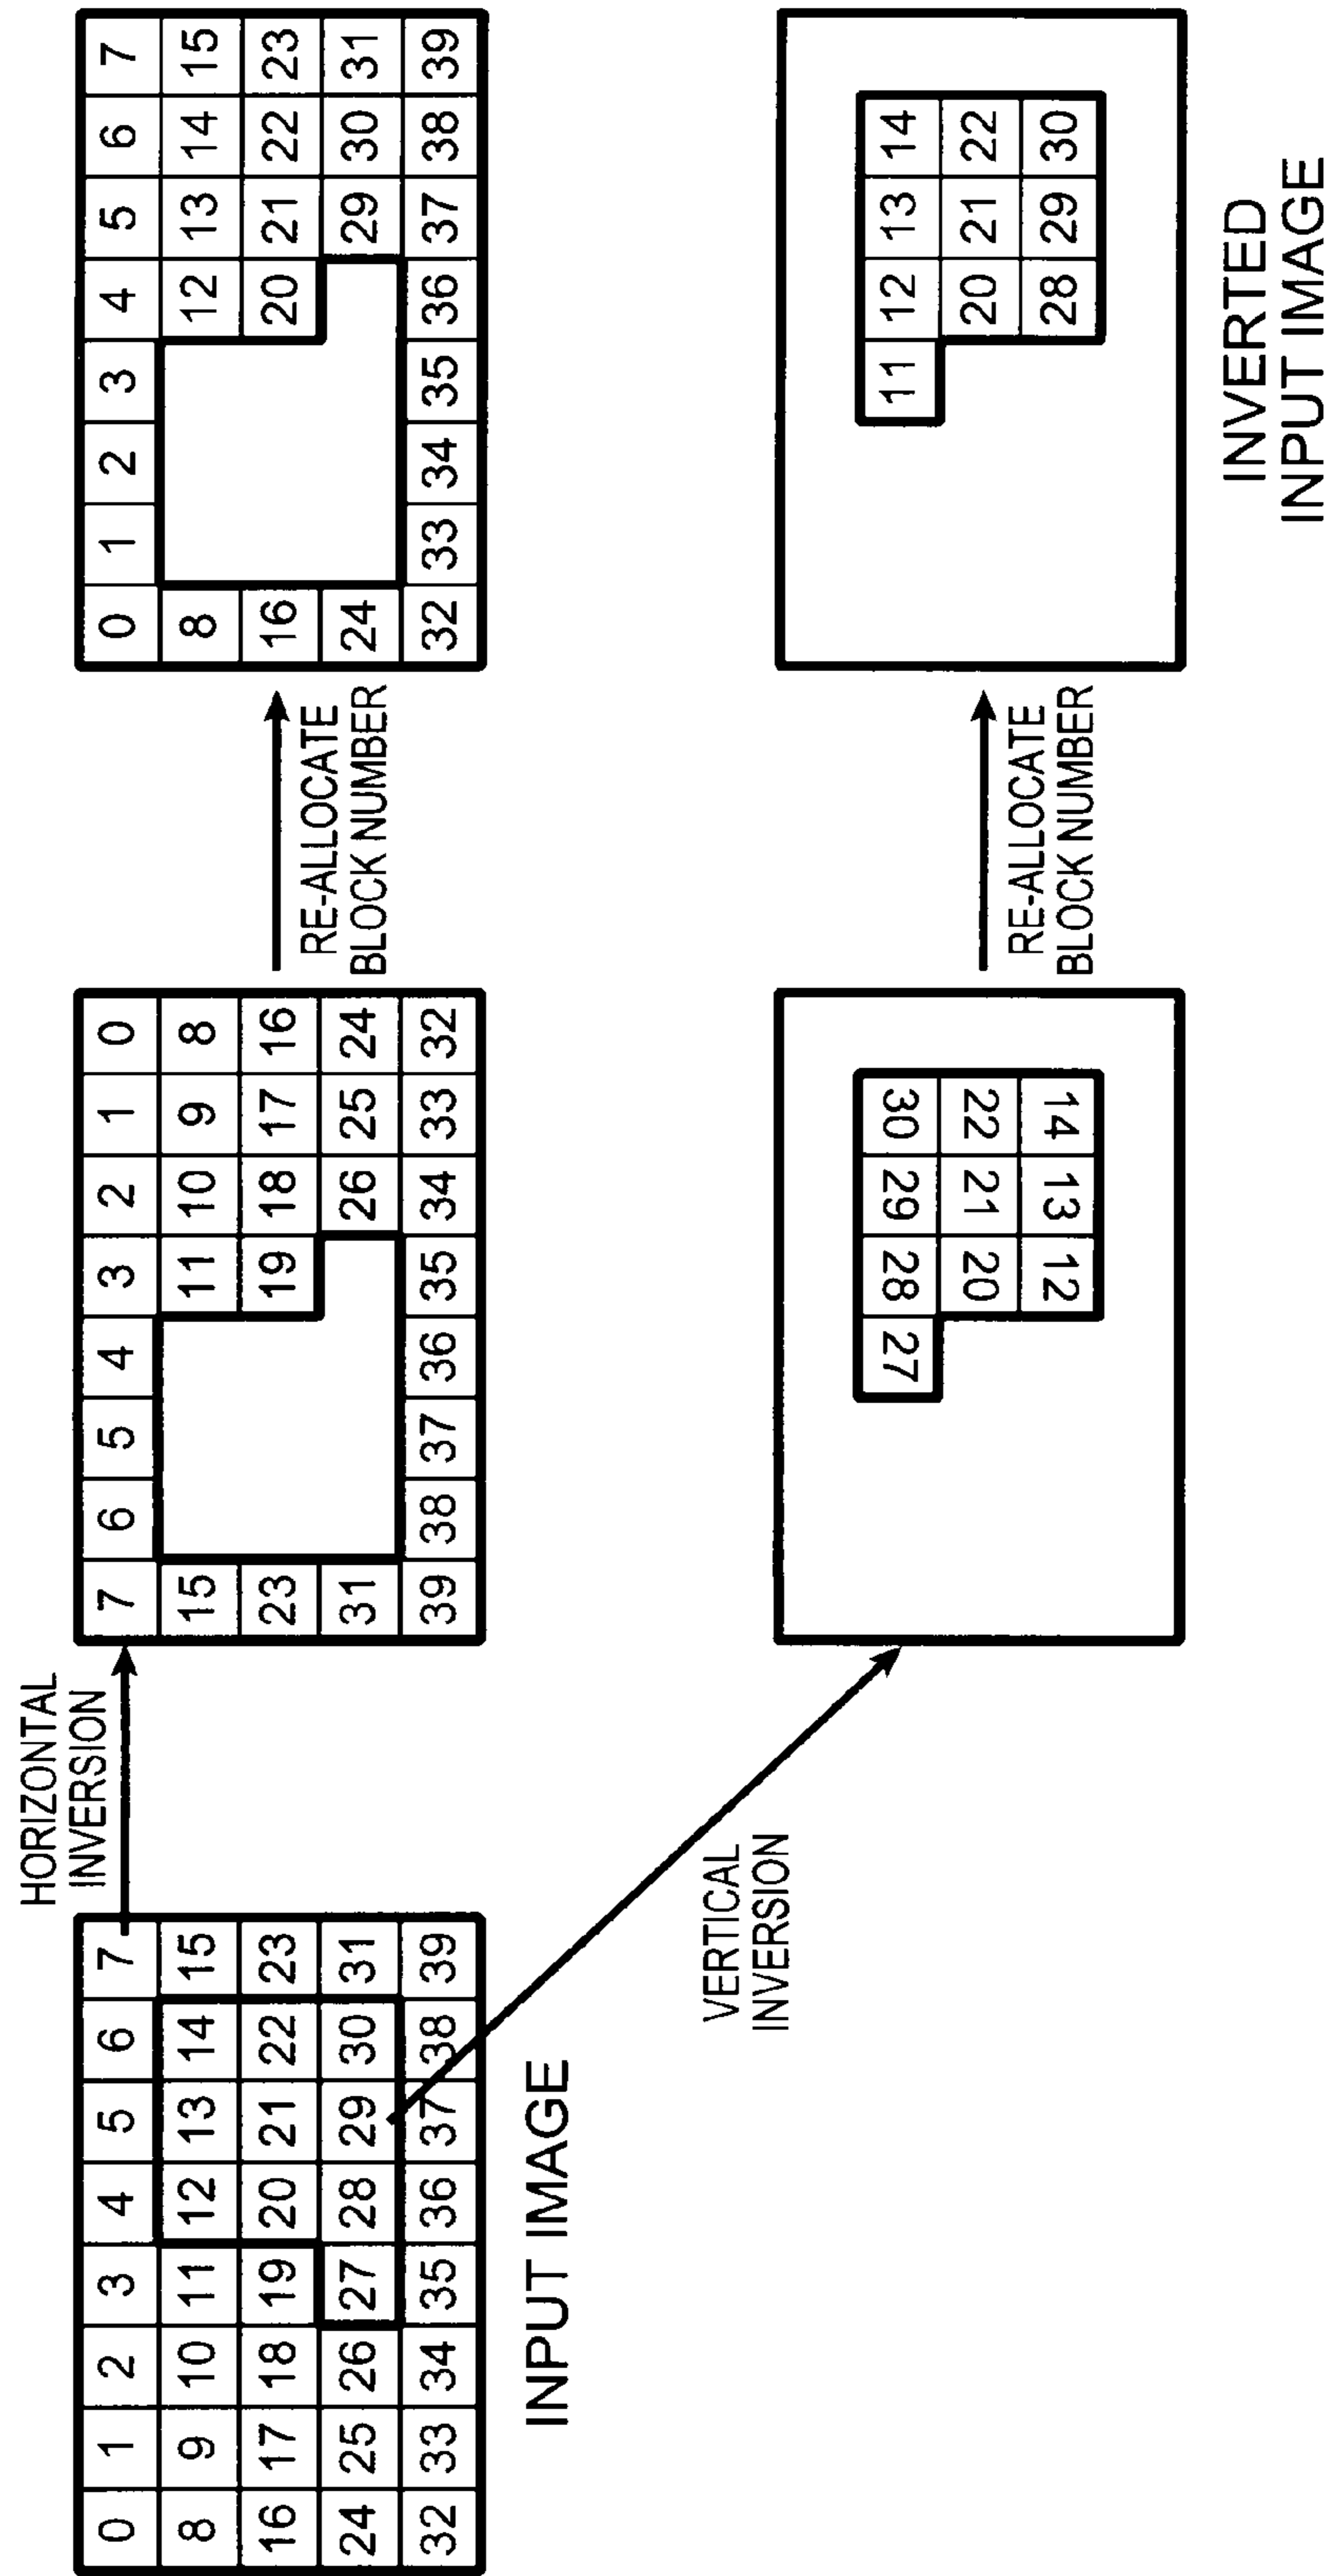 HORIZONTAL
INVERSION
0 1 2 3 4 5 6 7
8 9 10 11 12 13 14 15
16 17 18 19 20 21 22 23
24 25 26 27 28 29 30 31
32 33 34 35 36 37 38 39
INPUT IMAGE
7 6 5 4 3 2 1 0
15 11 10 9 8
23 19 18 17 16
31 26 25 24
39 38 37 36 35 34 33 32
RE-ALLOCATE
BLOCK NUMBER
0 1 2 3 4 5 6 7
8 12 13 14 15
16 20 21 22 23
24 29 30 31
32 33 34 35 36 37 38 39
VERTICAL
INVERSION
27 28 29 30
20 21 22
12 13 14
RE-ALLOCATE
BLOCK NUMBER
11 12 13 14
20 21 22
28 29 30
INVERTED
INPUT IMAGE